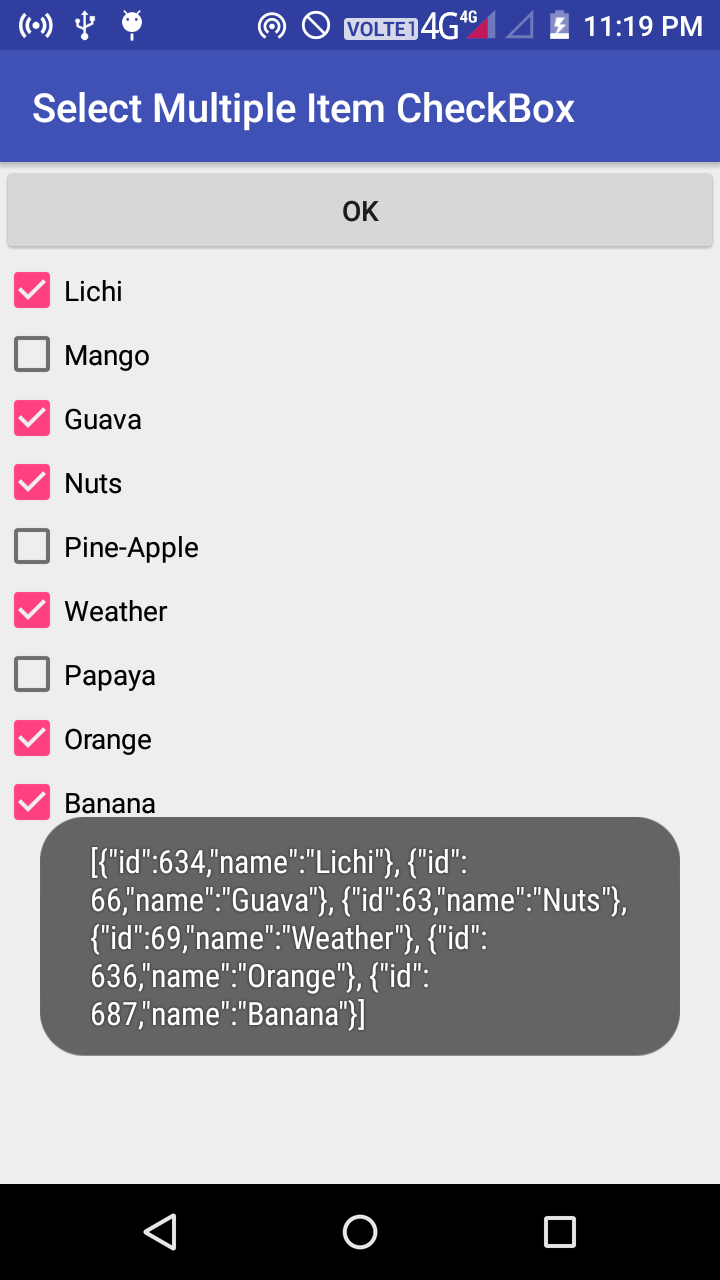 VOLTE1 4G 4G 11:19 PM
Select Multiple Item CheckBox
OK
Lichi
Mango
Guava
Nuts
Pine-Apple
Weather
Papaya
Orange
Banana
[{"id":634,"name":"Lichi"}, {"id":
66,"name":"Guava"}, {"id":63,"name":"Nuts"},
{"id":69,"name":"Weather"}, {"id":
636,"name":"Orange"}, {"id":
687,"name":"Banana"}]